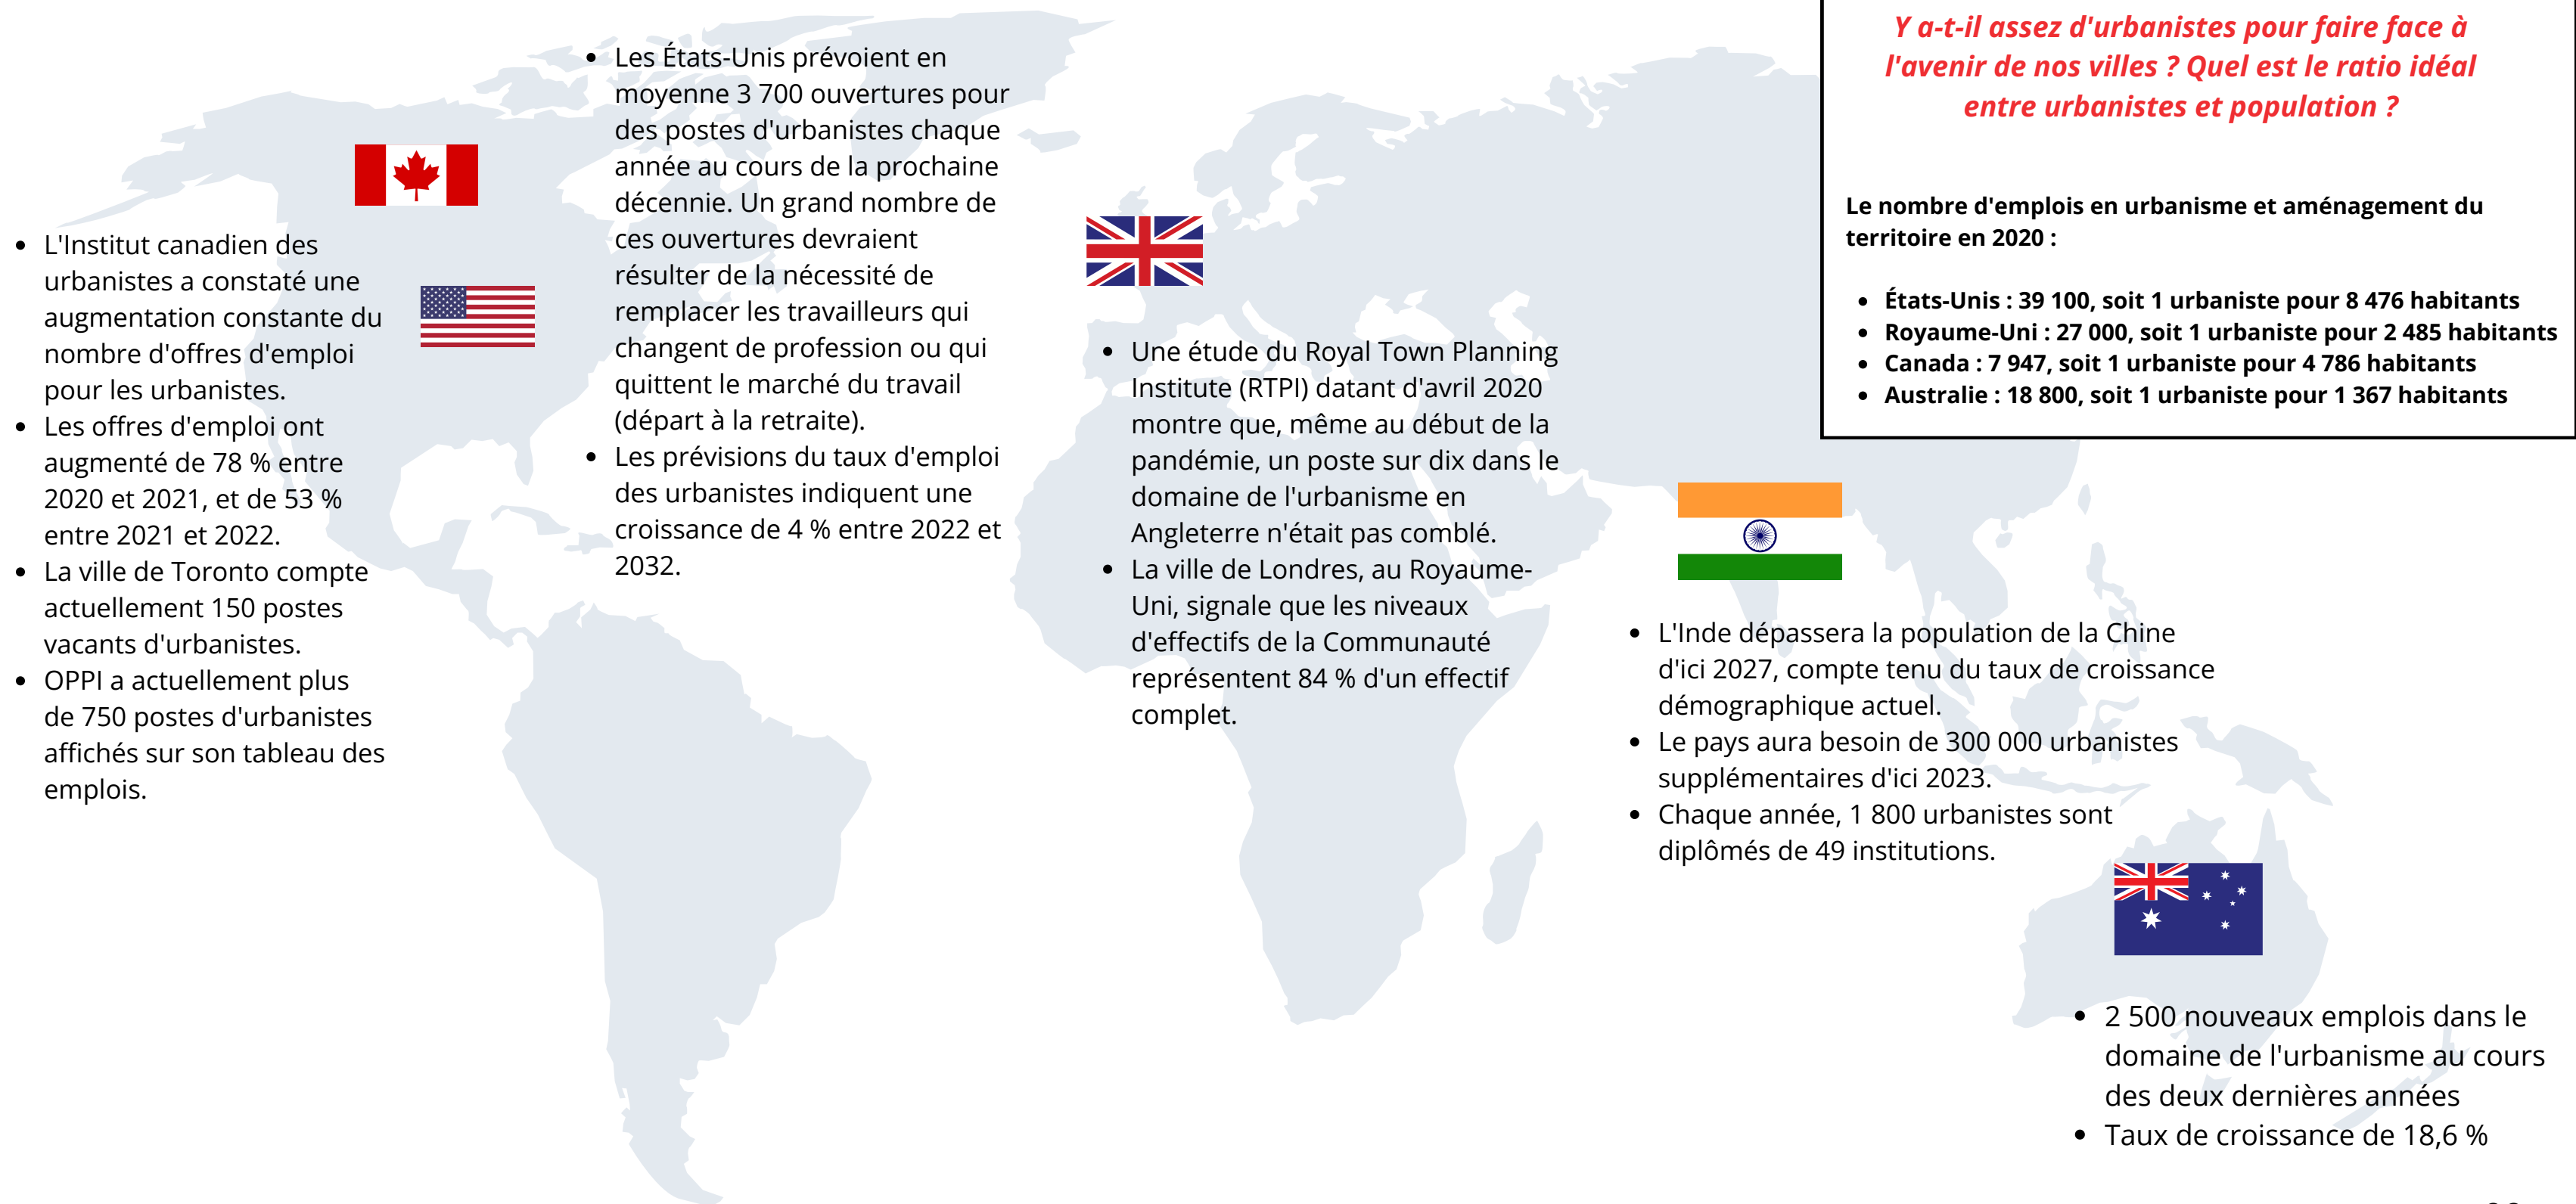 L'Institut canadien des
urbanistes a constaté une
augmentation constante du
nombre d'offres d'emploi
pour les urbanistes.
Les offres d'emploi ont
augmenté de 78 % entre
2020 et 2021, et de 53 %
entre 2021 et 2022.
La ville de Toronto compte
actuellement 150 postes
vacants d'urbanistes.
OPPI a actuellement plus
de 750 postes d'urbanistes
affichés sur son tableau des
emplois.
Les États-Unis prévoient en
moyenne 3 700 ouvertures pour
des postes d'urbanistes chaque
année au cours de la prochaine
décennie. Un grand nombre de
ces ouvertures devraient
résulter de la nécessité de
remplacer les travailleurs qui
changent de profession ou qui
quittent le marché du travail
(départ à la retraite).
Les prévisions du taux d'emploi
des urbanistes indiquent une
croissance de 4 % entre 2022 et
2032.
Une étude du Royal Town Planning
Institute (RTPI) datant d'avril 2020
montre que, même au début de la
pandémie, un poste sur dix dans le
domaine de l'urbanisme en
Angleterre n'était pas comblé.
La ville de Londres, au Royaume-
Uni, signale que les niveaux
d'effectifs de la Communauté
représentent 84 % d'un effectif
complet.
Y a-t-il assez d'urbanistes pour faire face à
l'avenir de nos villes ? Quel est le ratio idéal
entre urbanistes et population ?
Le nombre d'emplois en urbanisme et aménagement du
territoire en 2020 :
États-Unis : 39 100, soit 1 urbaniste pour 8 476 habitants
Royaume-Uni : 27 000, soit 1 urbaniste pour 2 485 habitants
Canada : 7 947, soit 1 urbaniste pour 4 786 habitants
Australie : 18 800, soit 1 urbaniste pour 1 367 habitants
L'Inde dépassera la population de la Chine
d'ici 2027, compte tenu du taux de croissance
démographique actuel.
Le pays aura besoin de 300 000 urbanistes
supplémentaires d'ici 2023.
Chaque année, 1 800 urbanistes sont
diplômés de 49 institutions.
2 500 nouveaux emplois dans le
domaine de l'urbanisme au cours
des deux dernières années
Taux de croissance de 18,6 %